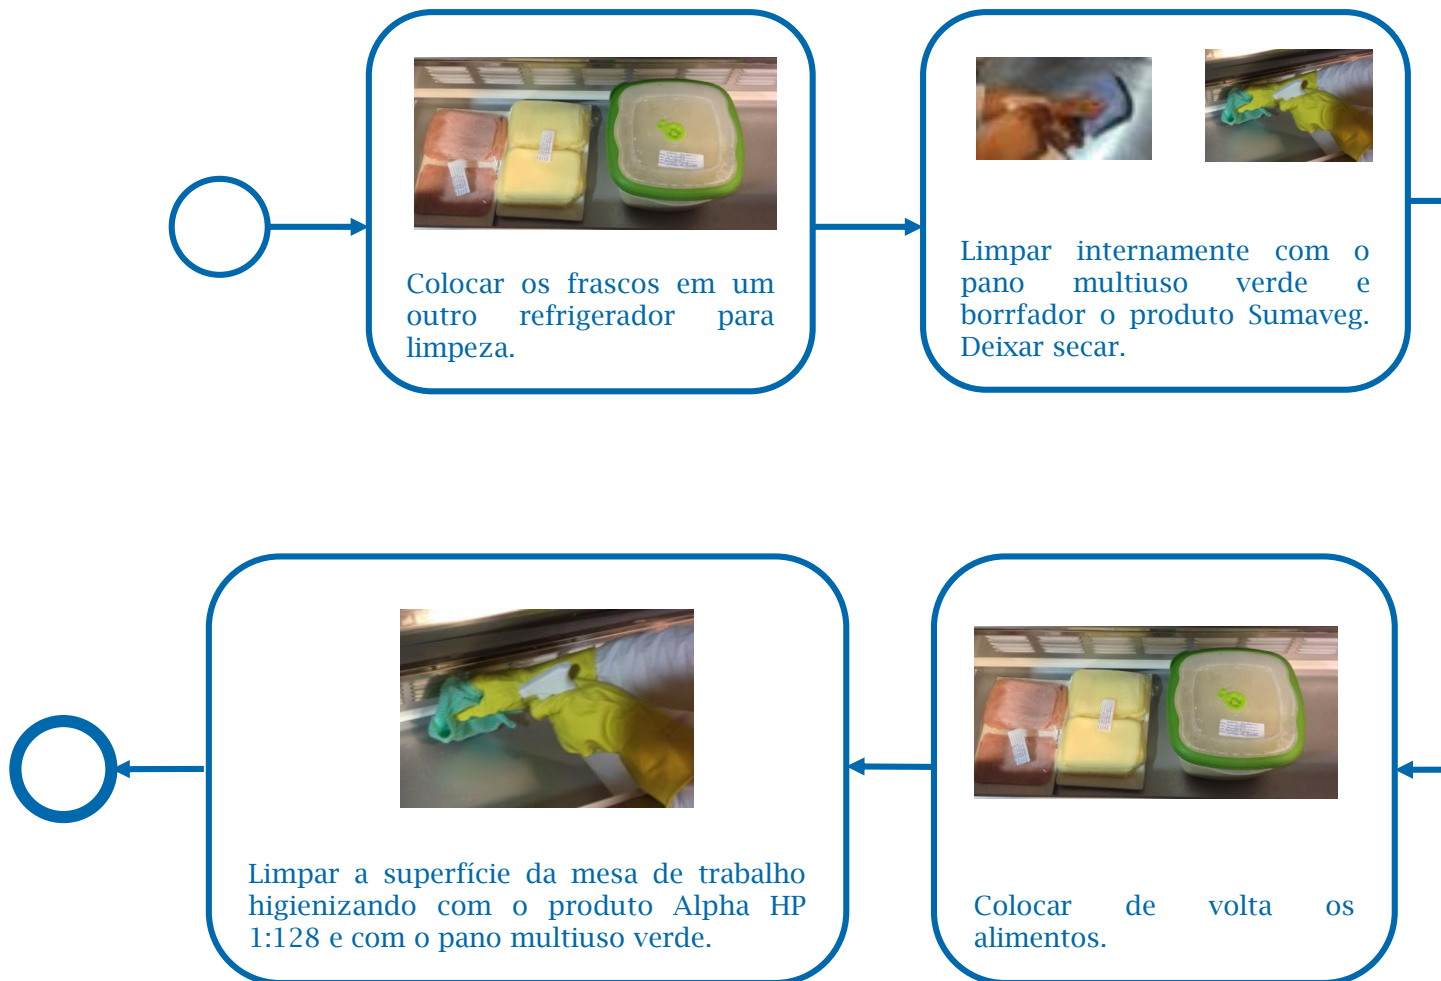 Colocar os frascos em um
outro refrigerador para
limpeza.
Limpar internamente com o
pano multiuso verde e
borrfador o produto Sumaveg.
Deixar secar.
Limpar a superfície da mesa de trabalho
higienizando com o produto Alpha HP
1:128 e com o pano multiuso verde.
Colocar de volta os
alimentos.